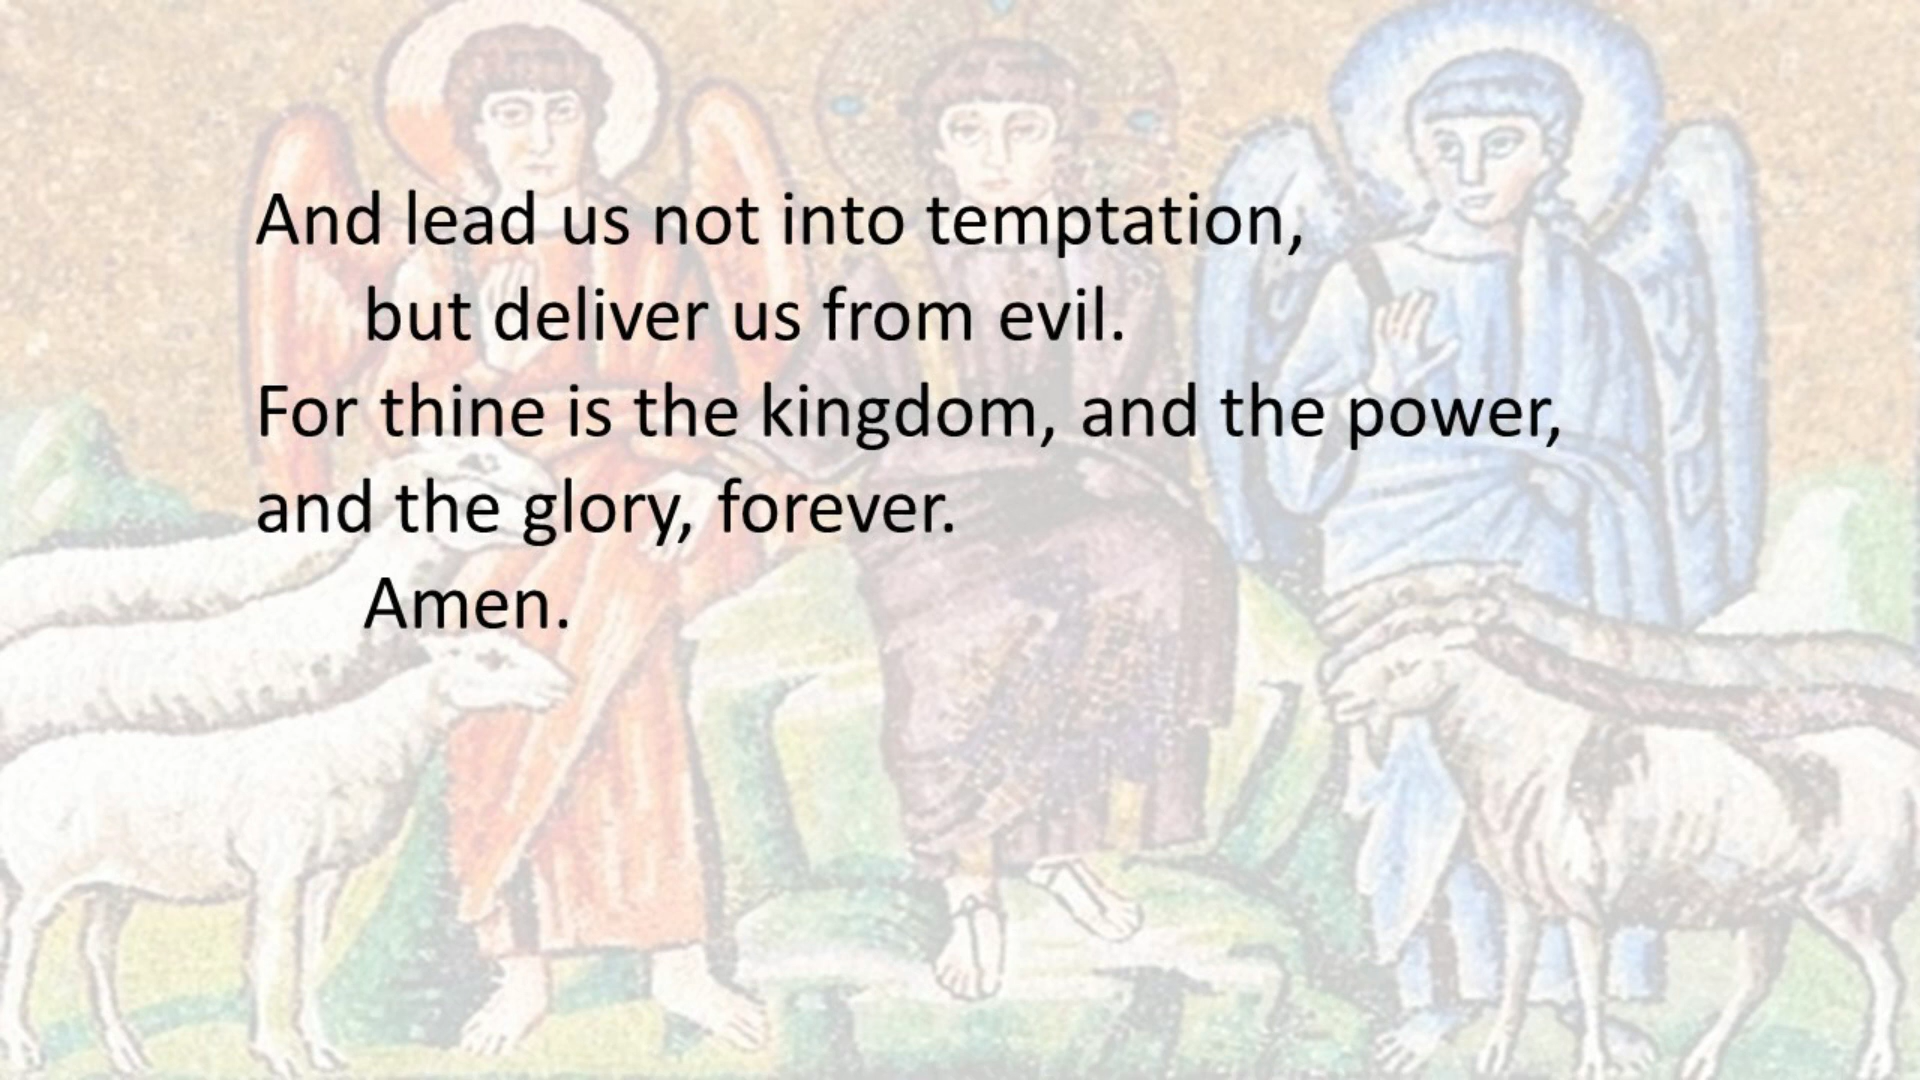 And lead us not into temptation,
but deliver us from evil.
For thine is the kingdom, and the power,
and the glory, forever.
Amen.